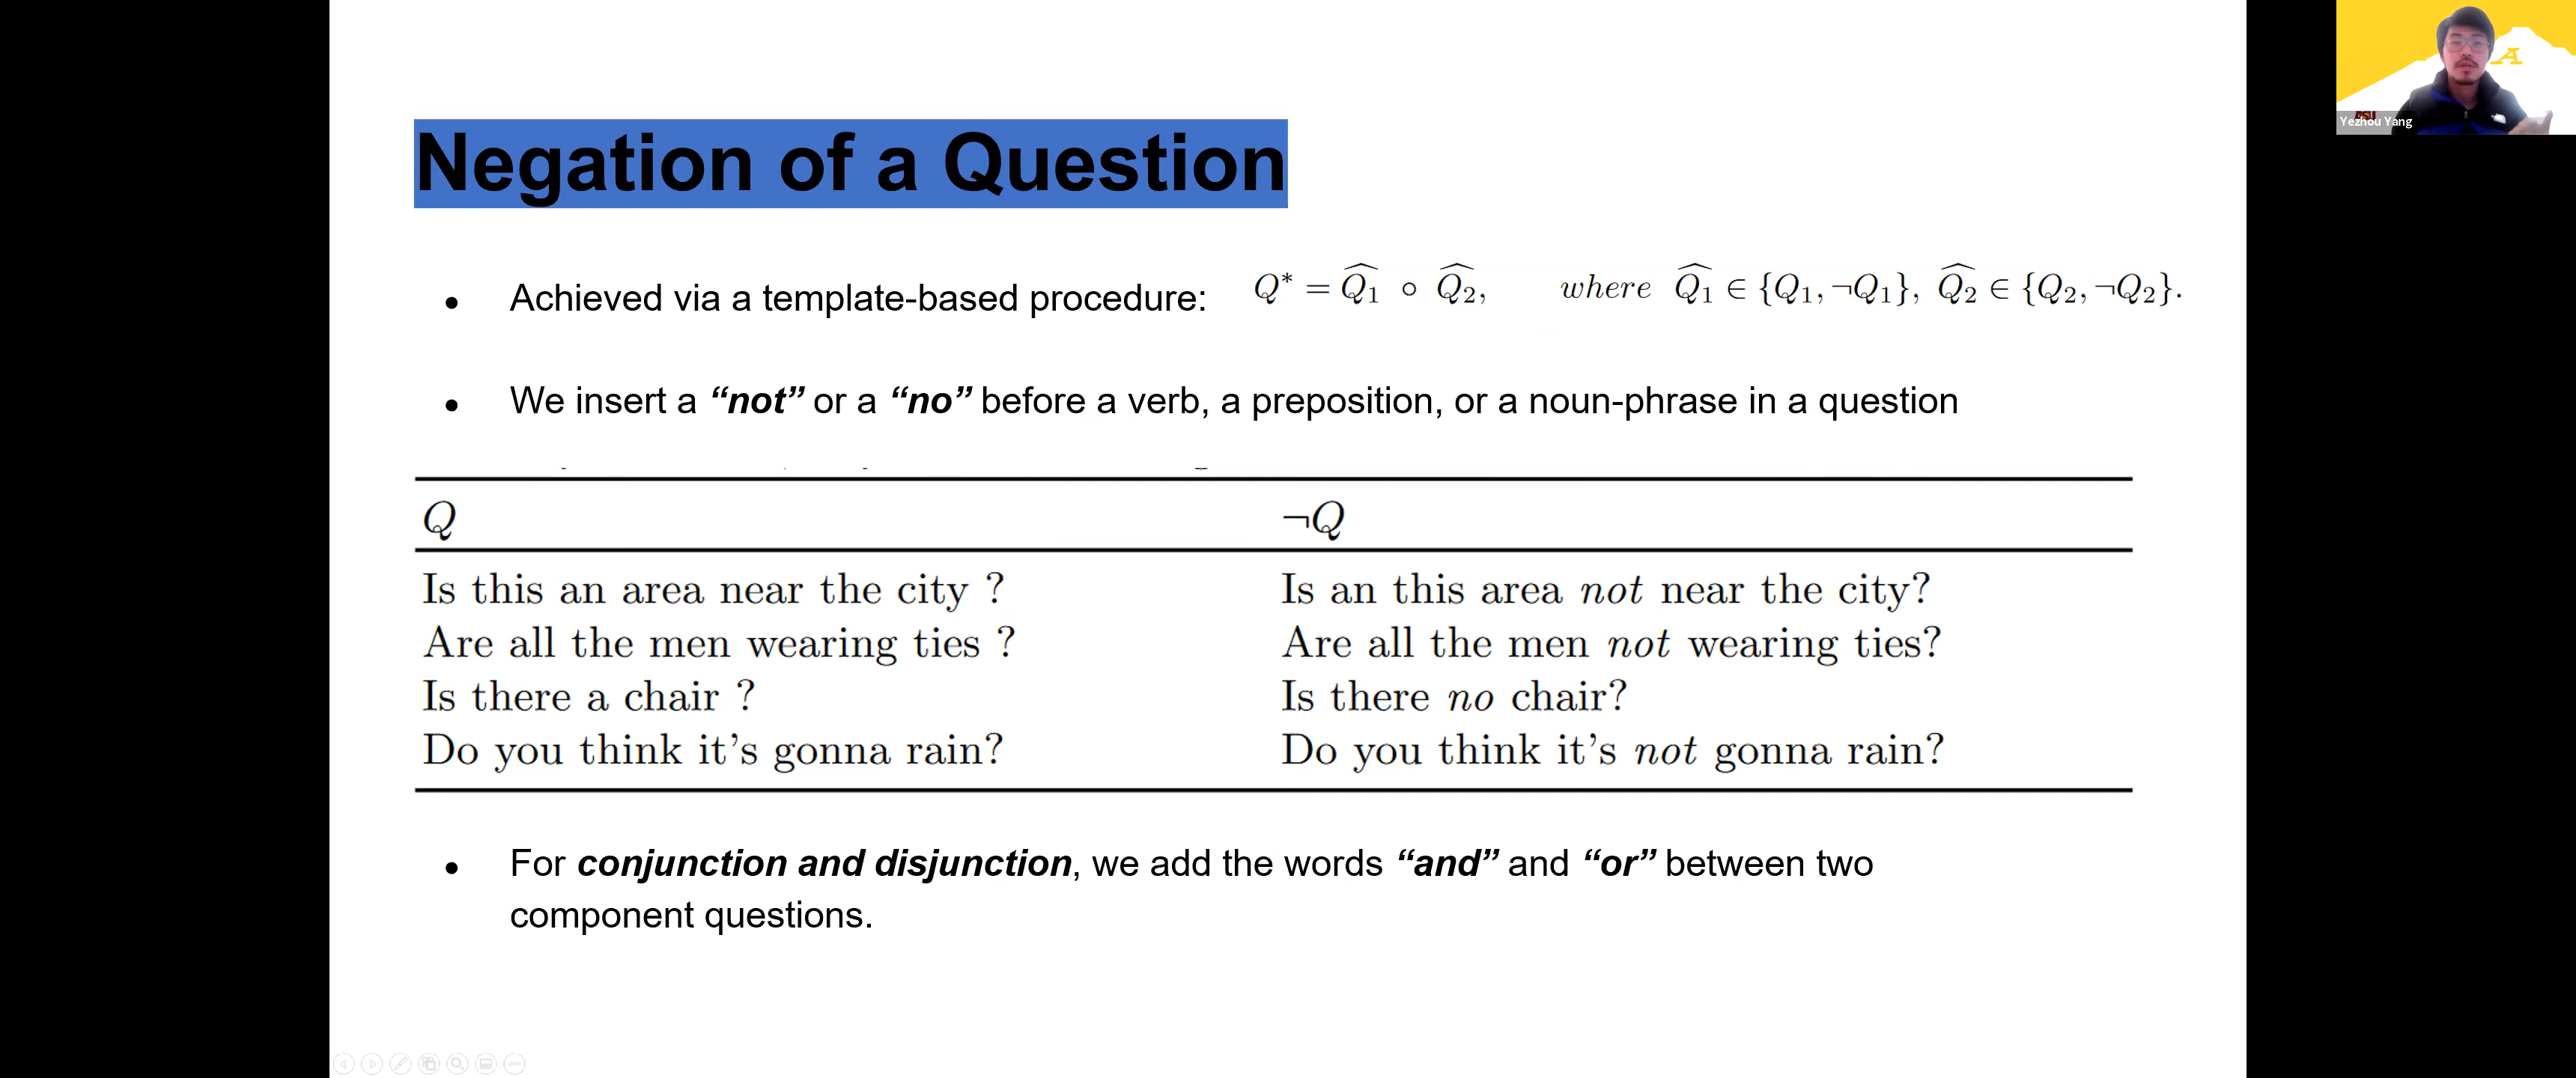 Negation of a Question
A
Yezhou Yang
• Achieved via a template-based procedure: Q* = Q̂₁ ∘ Q̂₂, where Q̂₁ ∈ {Q₁, ¬Q₁}, Q̂₂ ∈ {Q₂, ¬Q₂}.
• We insert a “not” or a “no” before a verb, a preposition, or a noun-phrase in a question
Q ¬Q
Is this an area near the city ? Is an this area not near the city?
Are all the men wearing ties ? Are all the men not wearing ties?
Is there a chair ? Is there no chair?
Do you think it’s gonna rain? Do you think it’s not gonna rain?
• For conjunction and disjunction, we add the words “and” and “or” between two
component questions.